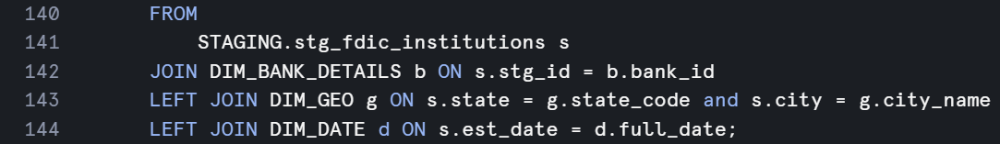 140 FROM
141 STAGING.stg_fdic_institutions s
142 JOIN DIM_BANK_DETAILS b ON s.stg_id = b.bank_id
143 LEFT JOIN DIM_GEO g ON s.state = g.state_code and s.city = g.city_name
144 LEFT JOIN DIM_DATE d ON s.est_date = d.full_date;